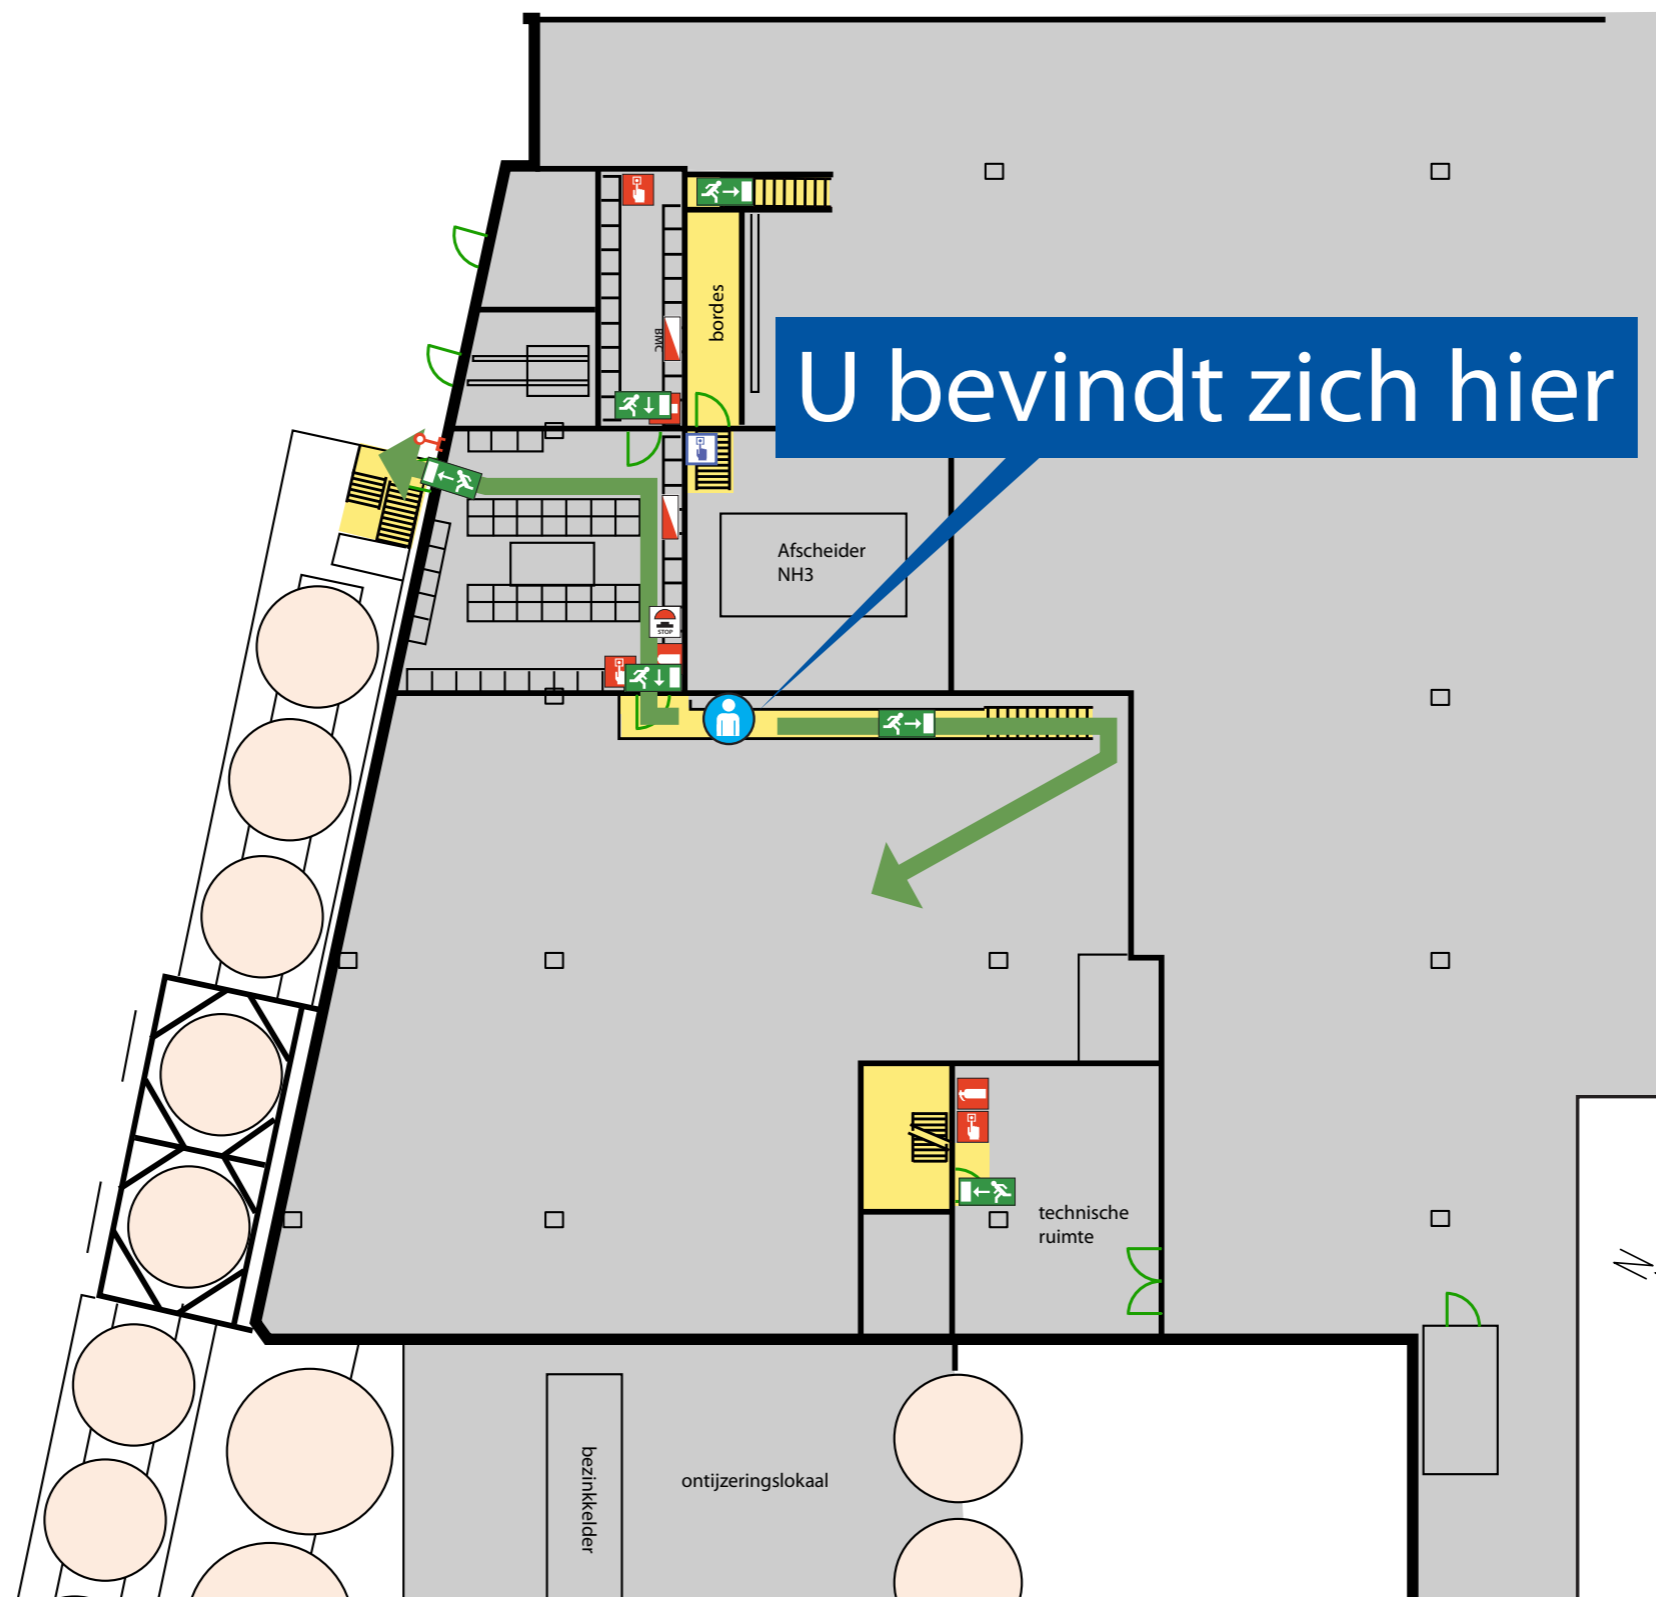 bordes
BMC
U bevindt zich hier
Afscheider
NH3
STOP
technische
ruimte
bezinkkelder
ontijzeringslokaal